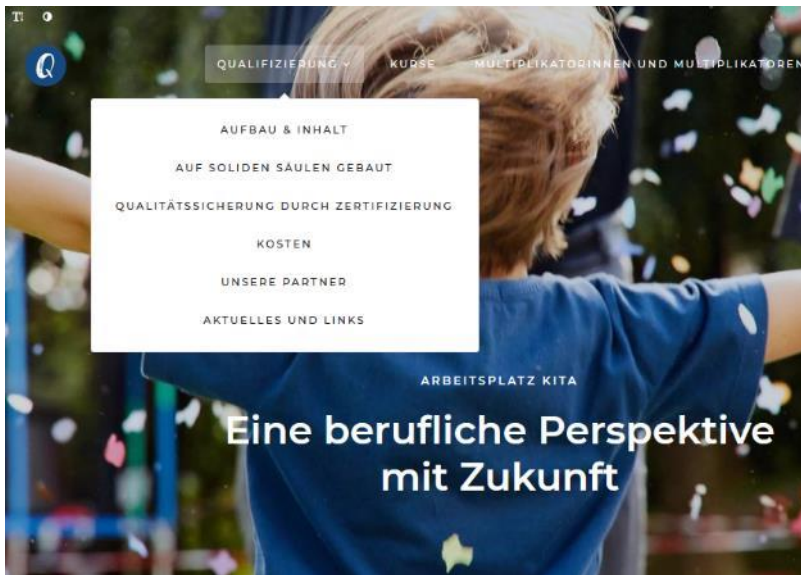 T
Q
QUALIFIZIERUNG KURSE MULTIPLIKATORINNEN UND MULTIPLIKATOREN
AUFBAU & INHALT
AUF SOLIDEN SÄULEN GEBAUT
QUALITÄTSSICHERUNG DURCH ZERTIFIZIERUNG
KOSTEN
UNSERE PARTNER
AKTUELLES UND LINKS
ARBEITSPLATZ KITA
Eine berufliche Perspektive
mit Zukunft